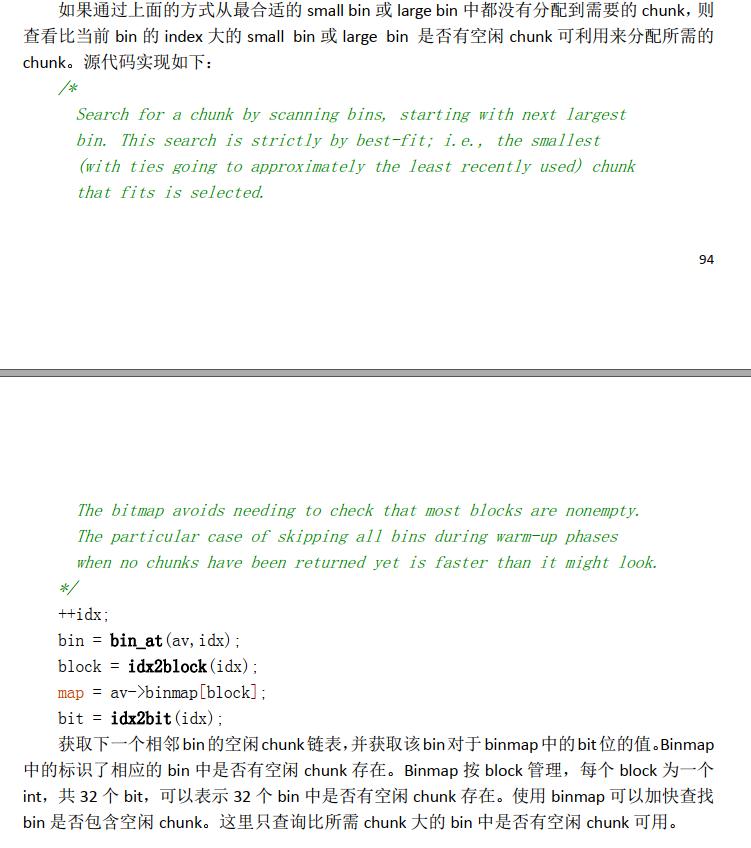 如果通过上面的方式从最合适的 small bin 或 large bin 中都没有分配到需要的 chunk，则
查看比当前 bin 的 index 大的 small bin 或 large bin 是否有空闲 chunk 可利用来分配所需的
chunk。源代码实现如下：
/*
Search for a chunk by scanning bins, starting with next largest
bin. This search is strictly by best-fit; i.e., the smallest
(with ties going to approximately the least recently used) chunk
that fits is selected.
94
The bitmap avoids needing to check that most blocks are nonempty.
The particular case of skipping all bins during warm-up phases
when no chunks have been returned yet is faster than it might look.
*/
++idx;
bin = bin_at(av,idx);
block = idx2block(idx);
map = av->binmap[block];
bit = idx2bit(idx);
获取下一个相邻 bin 的空闲 chunk 链表，并获取该 bin 对于 binmap 中的 bit 位的值。Binmap
中的标识了相应的 bin 中是否有空闲 chunk 存在。Binmap 按 block 管理，每个 block 为一个
int，共 32 个 bit，可以表示 32 个 bin 中是否有空闲 chunk 存在。使用 binmap 可以加快查找
bin 是否包含空闲 chunk。这里只查询比所需 chunk 大的 bin 中是否有空闲 chunk 可用。